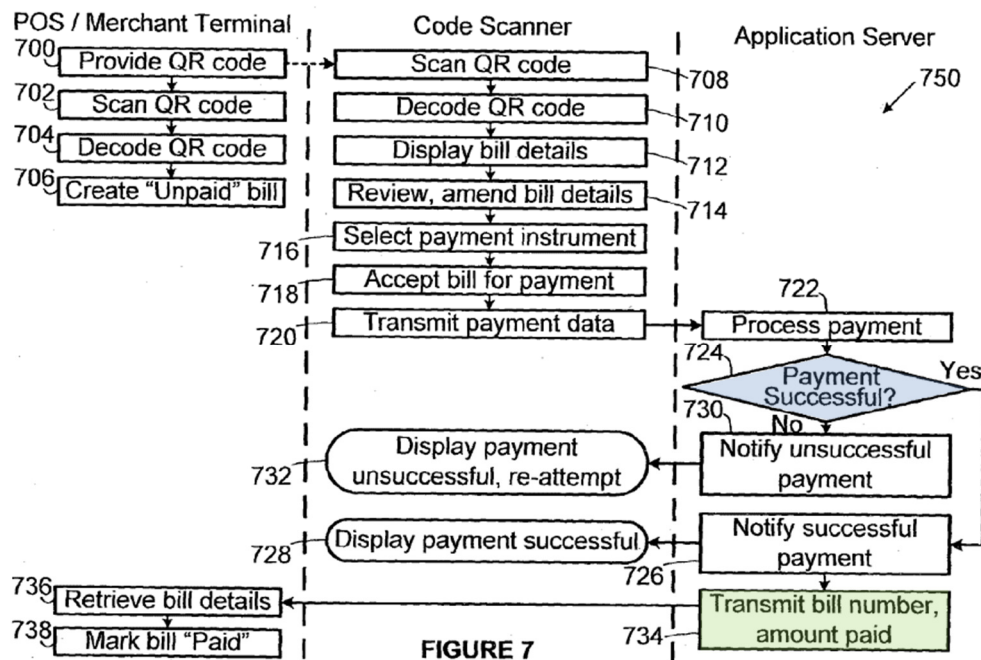 POS / Merchant Terminal
Code Scanner
Application Server
700
Provide QR code
Scan QR code
708
750
702
Scan QR code
Decode QR code
710
704
Decode QR code
Display bill details
712
706
Create “Unpaid” bill
Review, amend bill details
714
716
Select payment instrument
718
Accept bill for payment
722
720
Transmit payment data
Process payment
724
Payment
Successful?
Yes
730
No
732
Display payment
unsuccessful, re-attempt
Notify unsuccessful
payment
728
Display payment successful
Notify successful
payment
726
736
Retrieve bill details
Transmit bill number,
amount paid
734
738
Mark bill “Paid”
FIGURE 7